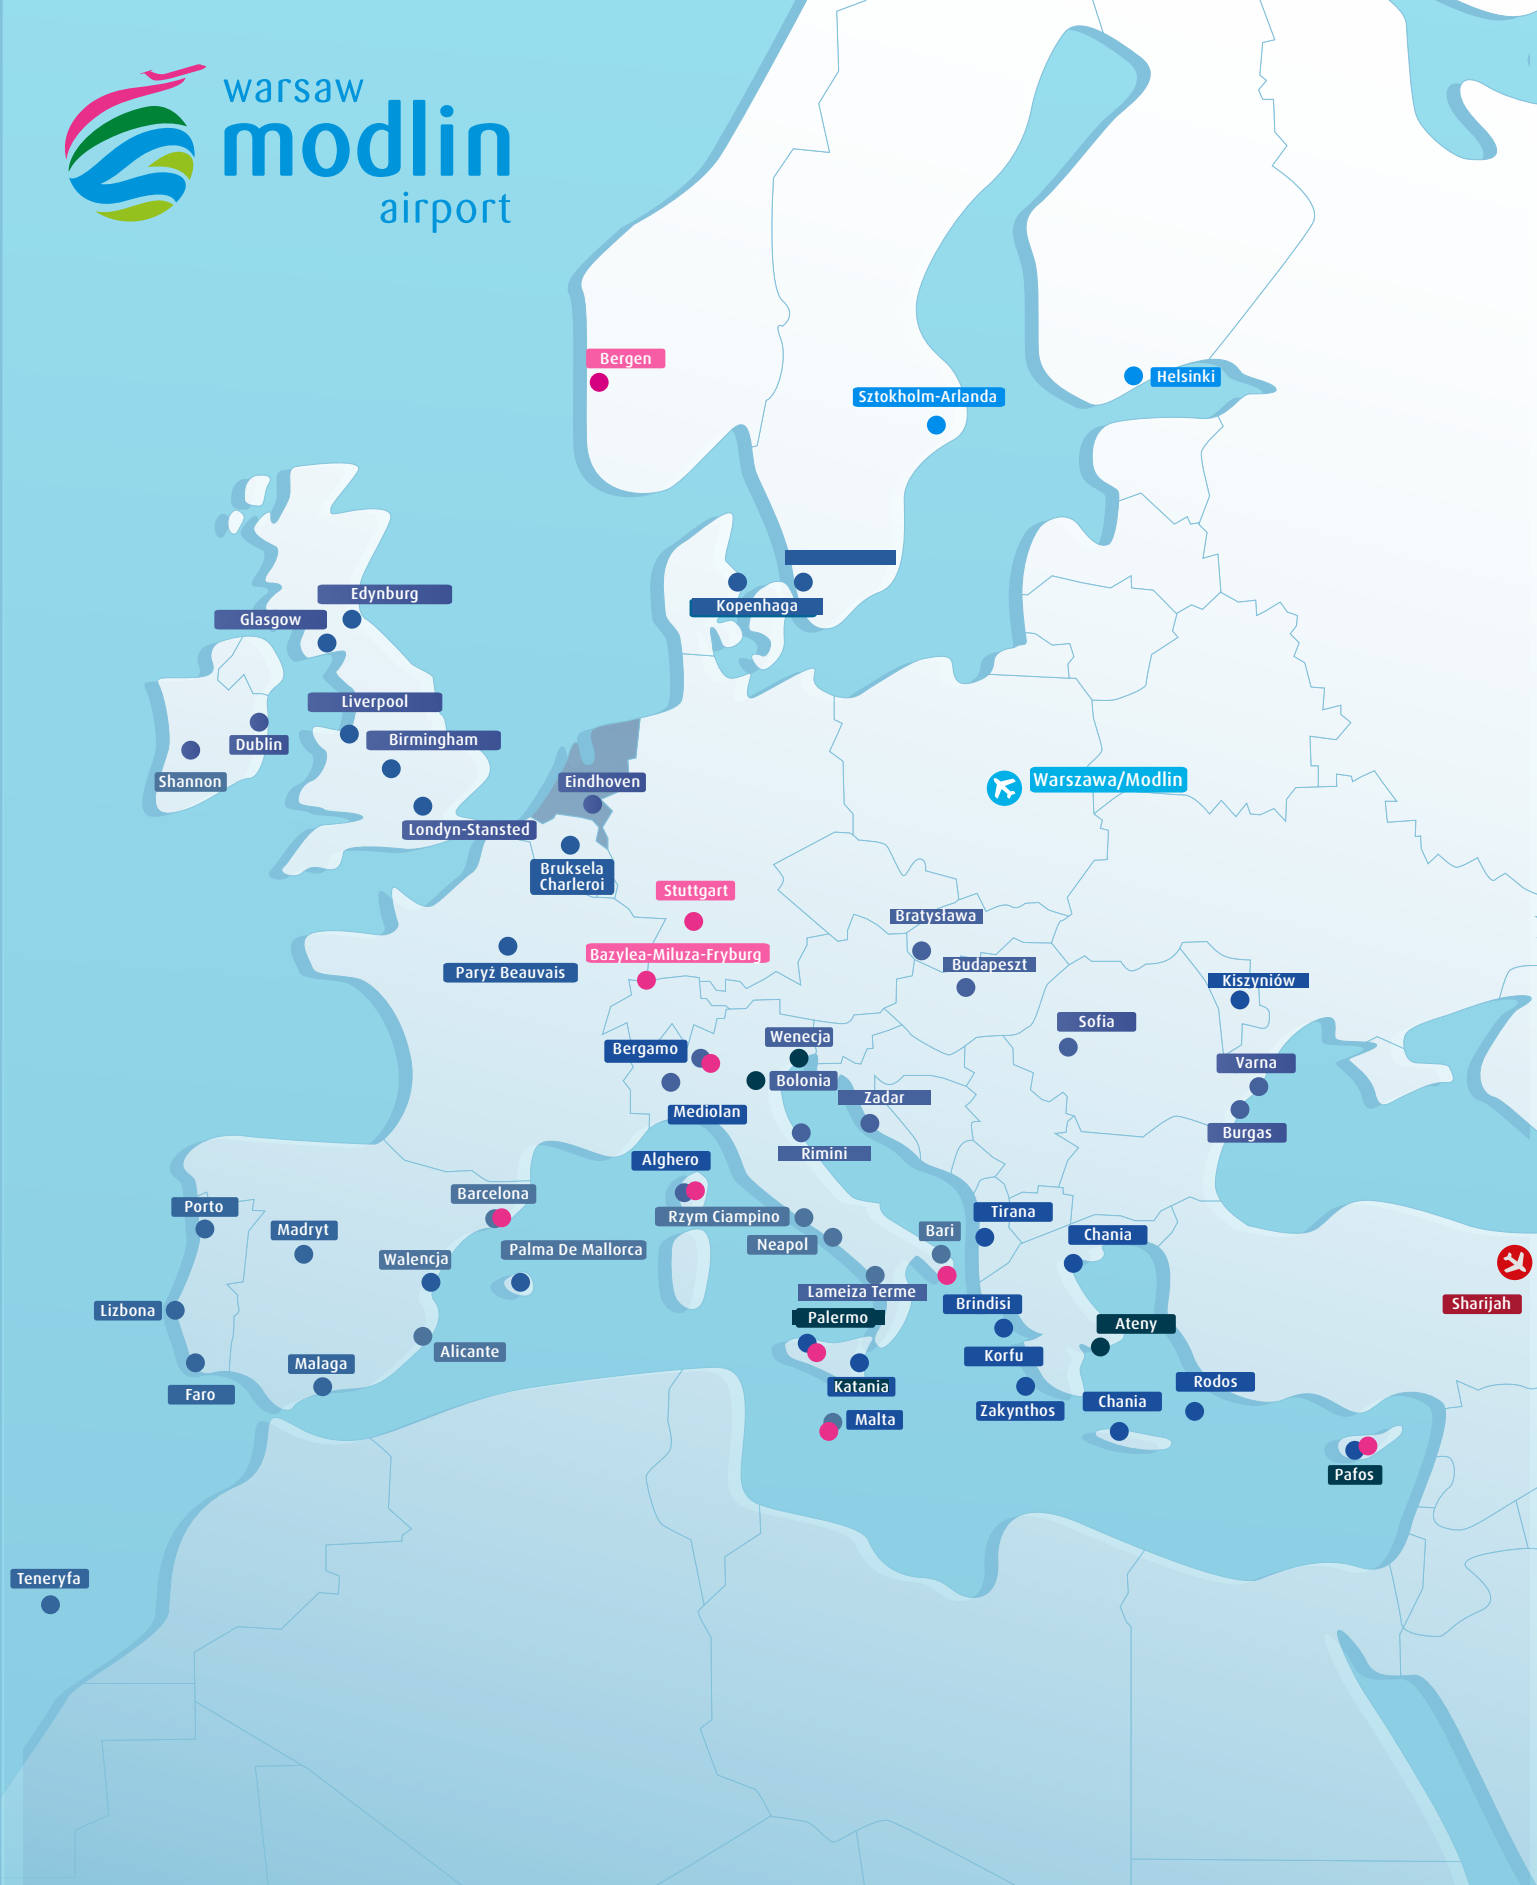 warsaw
modlin
airport
Bergen
Helsinki
Sztokholm-Arlanda
Edynburg
Kopenhaga
Glasgow
Liverpool
Birmingham
Dublin
Shannon
Eindhoven
Warszawa/Modlin
Londyn-Stansted
Bruksela
Charleroi
Stuttgart
Bratysława
Bazylea-Miluza-Fryburg
Budapeszt
Paryż Beauvais
Kiszyniów
Sofia
Wenecja
Bergamo
Varna
Bolonia
Zadar
Mediolan
Burgas
Rimini
Alghero
Barcelona
Porto
Tirana
Rzym Ciampino
Madryt
Bari
Chania
Neapol
Palma De Mallorca
Walencja
Lameiza Terme
Brindisi
Sharijah
Lizbona
Palermo
Ateny
Alicante
Korfu
Malaga
Rodos
Katania
Faro
Chania
Zakynthos
Malta
Pafos
Teneryfa